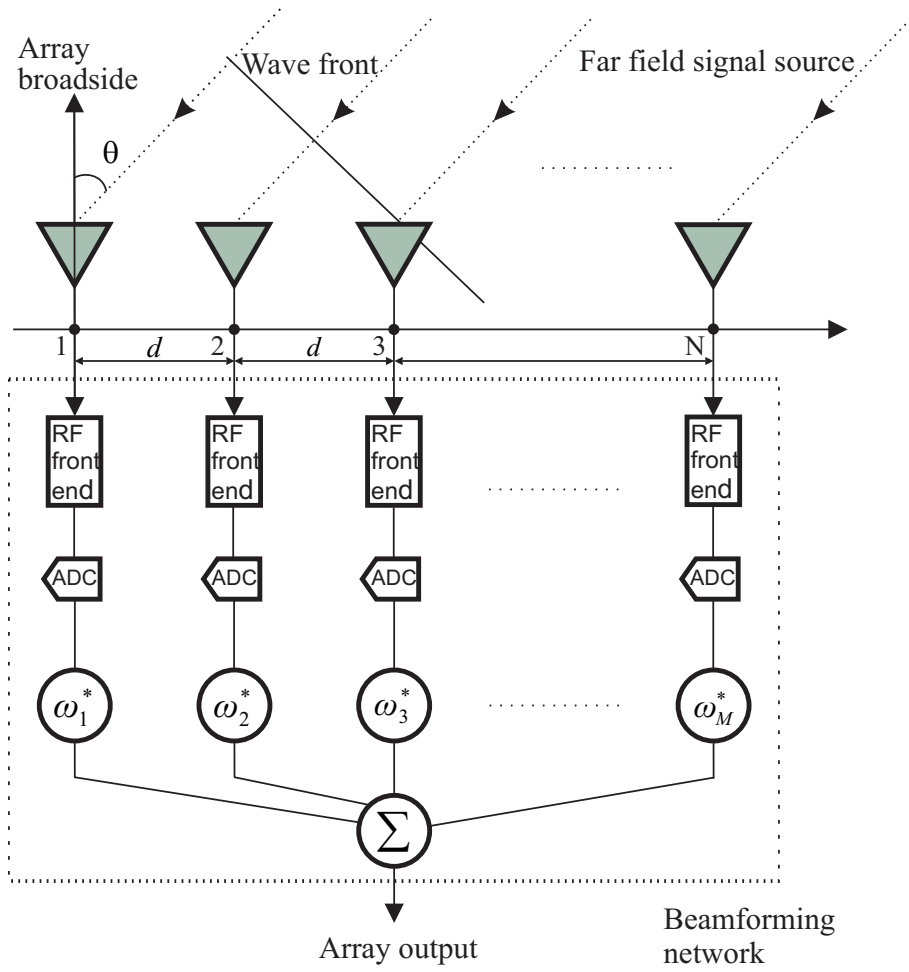 Array
broadside
Wave front
Far field signal source
θ
1 d 2 d 3 N
RF
front
end
RF
front
end
RF
front
end
RF
front
end
ADC ADC ADC ADC
ω₁* ω₂* ω₃* ω_M*
Σ
Array output
Beamforming
network